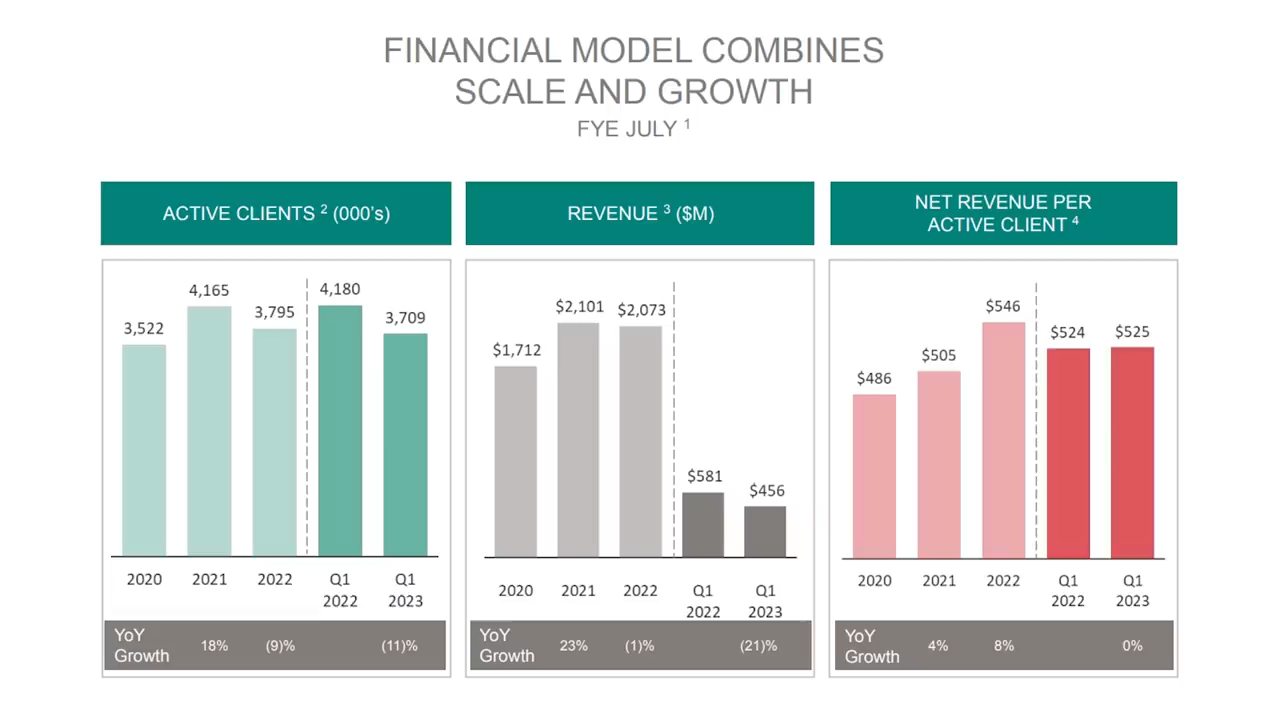 FINANCIAL MODEL COMBINES
SCALE AND GROWTH
FYE JULY 1
ACTIVE CLIENTS 2 (000's)
3,522
4,165
3,795
4,180
3,709
2020
2021
2022
Q1
2022
Q1
2023
YoY
Growth
18%
(9)%
(11)%
REVENUE 3 ($M)
$1,712
$2,101
$2,073
$581
$456
2020
2021
2022
Q1
2022
Q1
2023
YoY
Growth
23%
(1)%
(21)%
NET REVENUE PER
ACTIVE CLIENT 4
$486
$505
$546
$524
$525
2020
2021
2022
Q1
2022
Q1
2023
YoY
Growth
4%
8%
0%